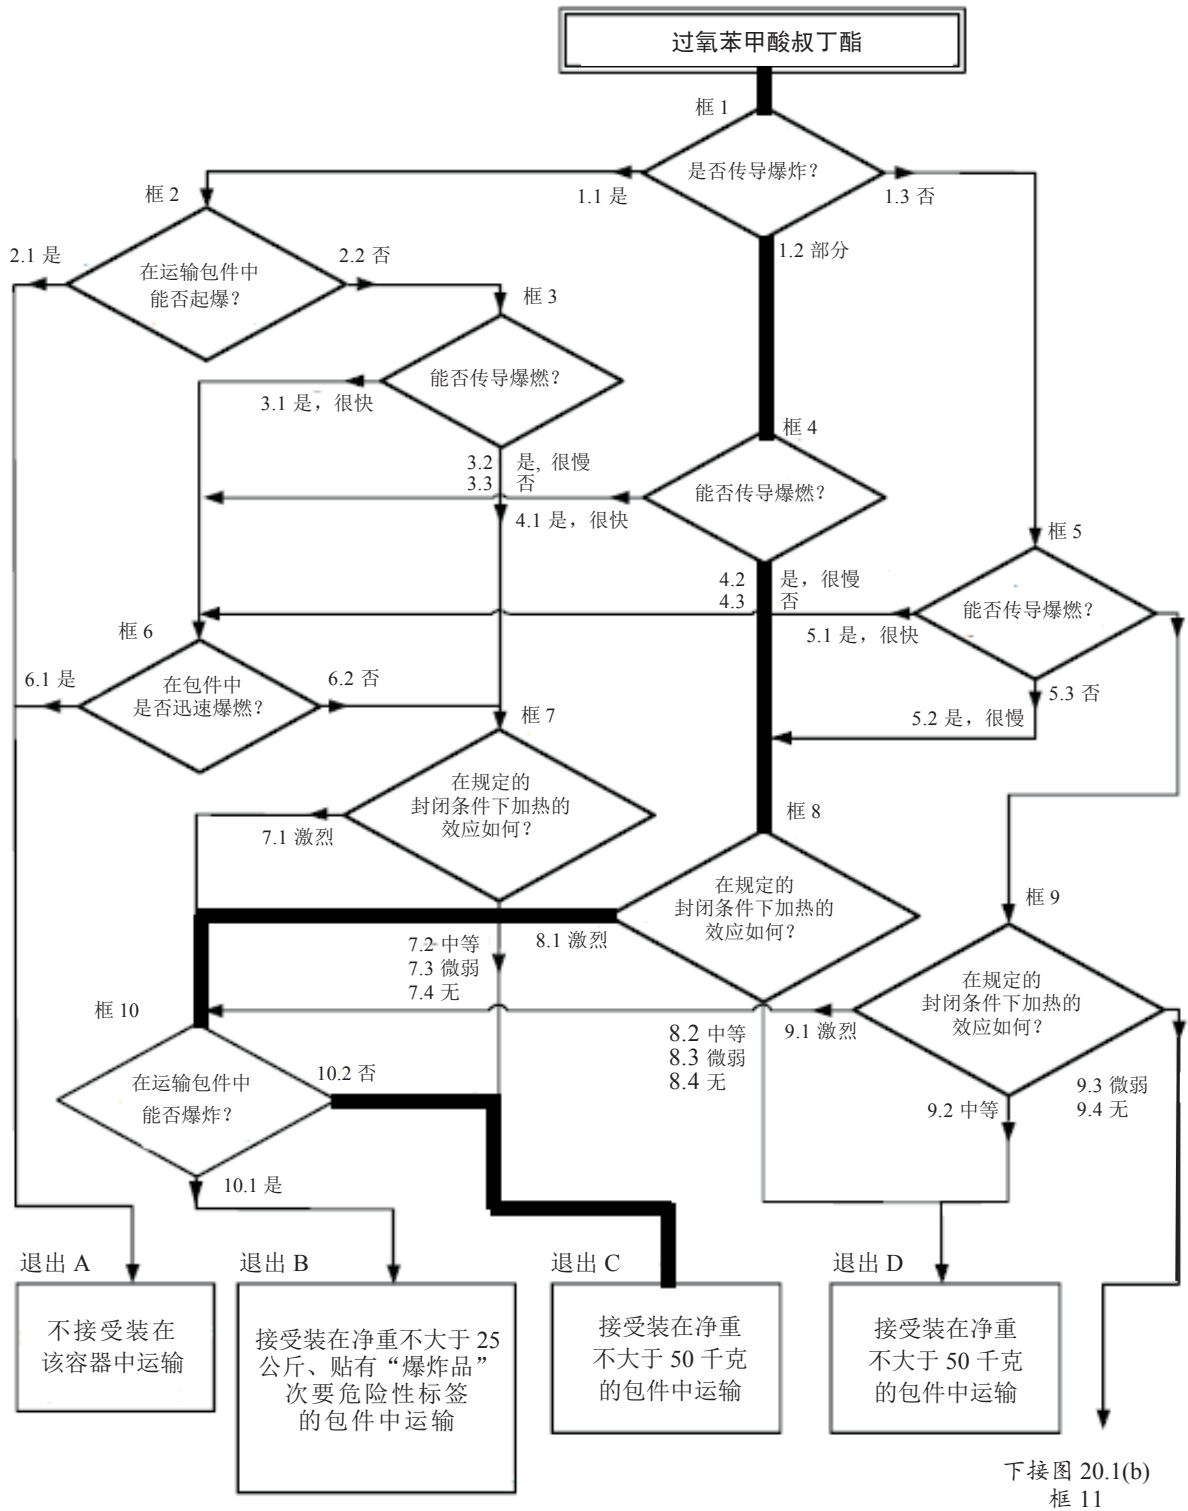 过氧苯甲酸叔丁酯
框 1
是否传导爆炸?
1.1 是
1.3 否
1.2 部分
框 2
2.1 是
2.2 否
在运输包件中
能否起爆?
框 3
能否传导爆燃?
3.1 是，很快
3.2 是, 很慢
3.3 否
框 4
能否传导爆燃?
4.1 是，很快
4.2 是，很慢
4.3 否
框 5
能否传导爆燃?
5.1 是，很快
5.3 否
5.2 是，很慢
框 6
6.1 是
6.2 否
在包件中
是否迅速爆燃?
框 7
在规定的
封闭条件下加热的
效应如何?
7.1 激烈
7.2 中等
7.3 微弱
7.4 无
框 8
在规定的
封闭条件下加热的
效应如何?
8.1 激烈
8.2 中等
8.3 微弱
8.4 无
框 9
在规定的
封闭条件下加热的
效应如何?
9.1 激烈
9.2 中等
9.3 微弱
9.4 无
框 10
在运输包件中
能否爆炸?
10.2 否
10.1 是
退出 A
不接受装在
该容器中运输
退出 B
接受装在净重不大于 25
公斤、贴有“爆炸品”
次要危险性标签
的包件中运输
退出 C
接受装在净重
不大于 50 千克
的包件中运输
退出 D
接受装在净重
不大于 50 千克
的包件中运输
下接图 20.1(b)
框 11